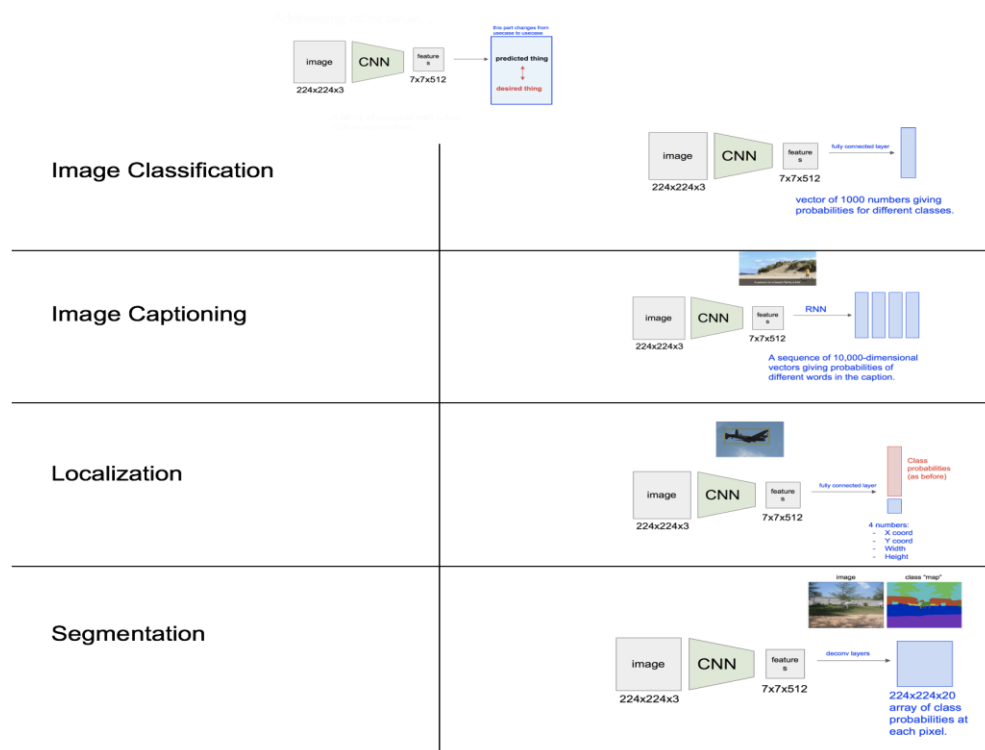 this part changes from
usecase to usecase
image
CNN
feature
s
predicted thing
desired thing
224x224x3
7x7x512
Image Classification
image
CNN
feature
s
fully connected layer
224x224x3
7x7x512
vector of 1000 numbers giving
probabilities for different classes.
Image Captioning
image
CNN
feature
s
RNN
224x224x3
7x7x512
A sequence of 10,000-dimensional
vectors giving probabilities of
different words in the caption.
Localization
image
CNN
feature
s
fully connected layer
Class
probabilities
(as before)
224x224x3
7x7x512
4 numbers:
- X coord
- Y coord
- Width
- Height
Segmentation
image
class "map"
image
CNN
feature
s
deconv layers
224x224x3
7x7x512
224x224x20
array of class
probabilities at
each pixel.